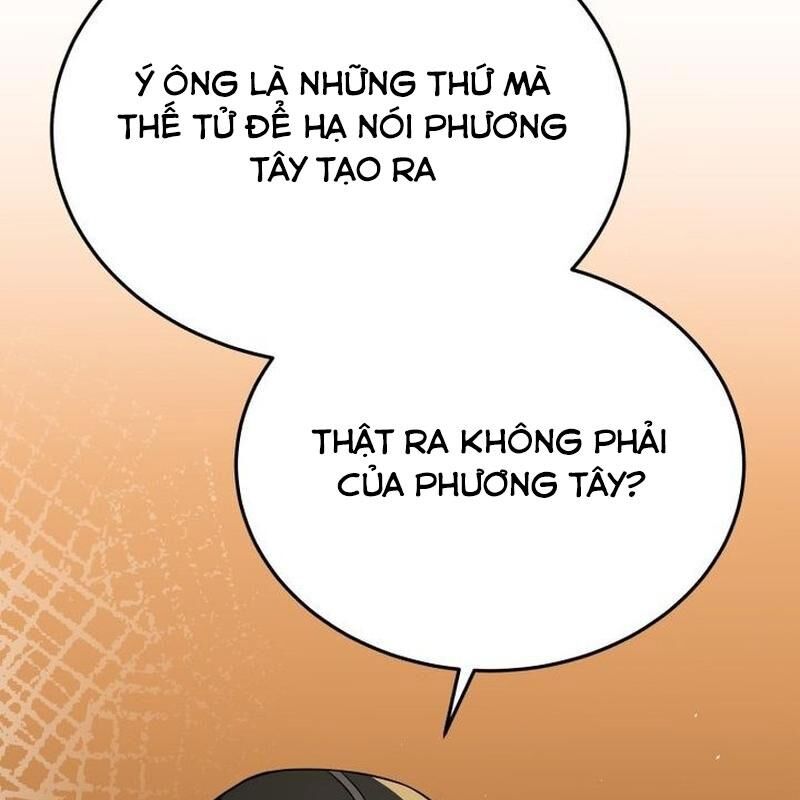 Ý ÔNG LÀ NHỮNG THỨ MÀ
THẾ TỬ ĐỂ HẠ NÓI PHƯƠNG
TÂY TẠO RA
THẬT RA KHÔNG PHẢI
CỦA PHƯƠNG TÂY?